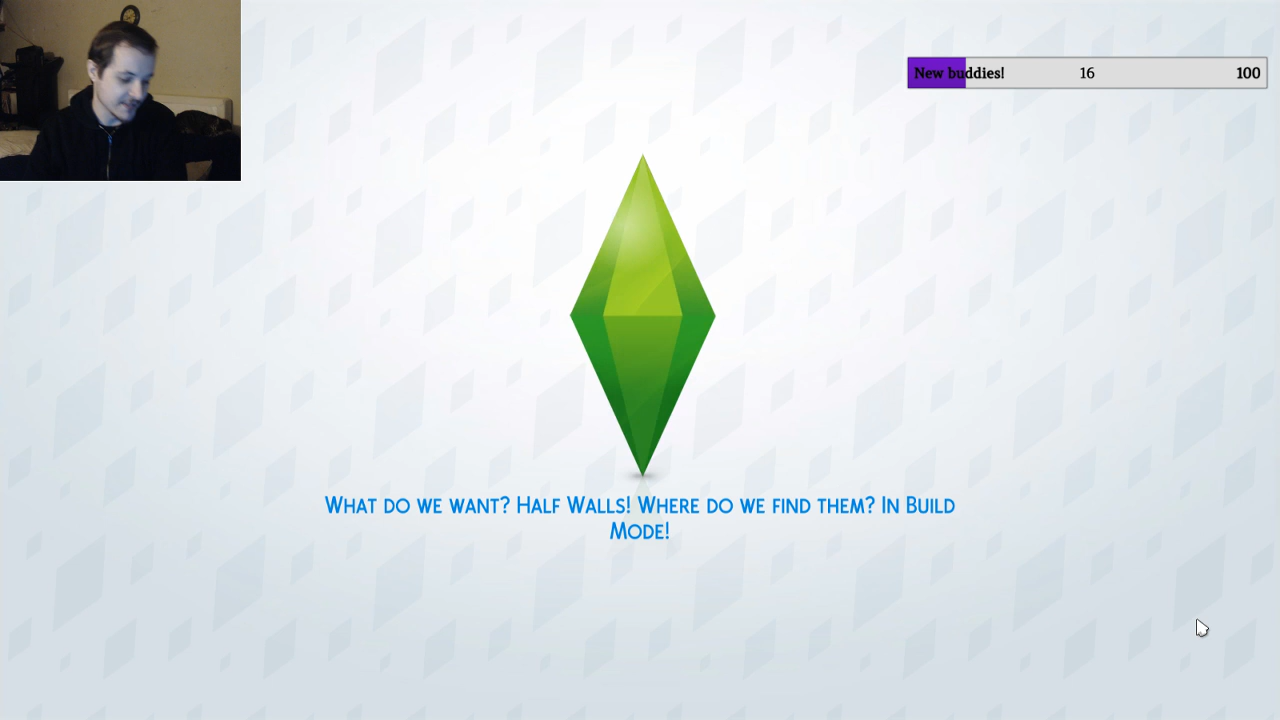 New buddies! 16 100
What do we want? Half Walls! Where do we find them? In Build
Mode!